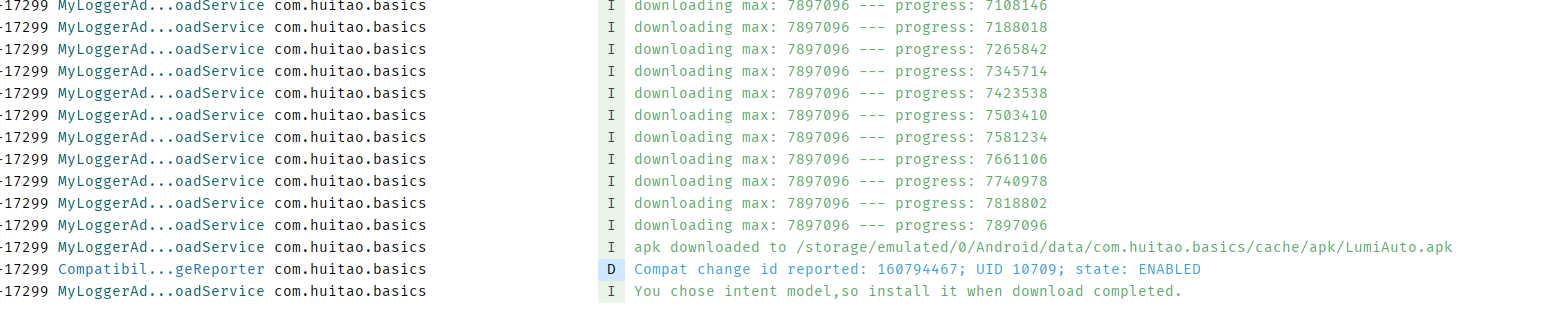 -17299 MyLoggerAd...oadService com.huitao.basics I downloading max: 7897096 --- progress: 7108146
-17299 MyLoggerAd...oadService com.huitao.basics I downloading max: 7897096 --- progress: 7188018
-17299 MyLoggerAd...oadService com.huitao.basics I downloading max: 7897096 --- progress: 7265842
-17299 MyLoggerAd...oadService com.huitao.basics I downloading max: 7897096 --- progress: 7345714
-17299 MyLoggerAd...oadService com.huitao.basics I downloading max: 7897096 --- progress: 7423538
-17299 MyLoggerAd...oadService com.huitao.basics I downloading max: 7897096 --- progress: 7503410
-17299 MyLoggerAd...oadService com.huitao.basics I downloading max: 7897096 --- progress: 7581234
-17299 MyLoggerAd...oadService com.huitao.basics I downloading max: 7897096 --- progress: 7661106
-17299 MyLoggerAd...oadService com.huitao.basics I downloading max: 7897096 --- progress: 7740978
-17299 MyLoggerAd...oadService com.huitao.basics I downloading max: 7897096 --- progress: 7818802
-17299 MyLoggerAd...oadService com.huitao.basics I downloading max: 7897096 --- progress: 7897096
-17299 MyLoggerAd...oadService com.huitao.basics I apk downloaded to /storage/emulated/0/Android/data/com.huitao.basics/cache/apk/LumiAuto.apk
-17299 Compatibil...geReporter com.huitao.basics D Compat change id reported: 160794467; UID 10709; state: ENABLED
-17299 MyLoggerAd...oadService com.huitao.basics I You chose intent model,so install it when download completed.